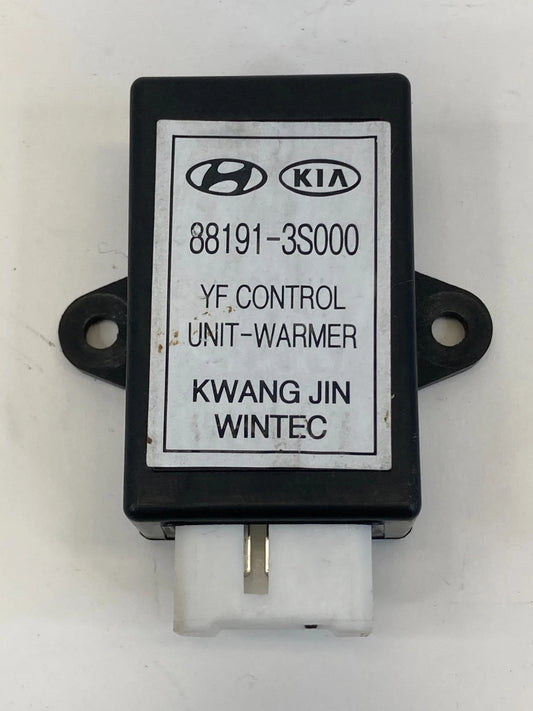 KIA
88191-3S000
YF CONTROL
UNIT-WARMER
KWANG JIN
WINTEC